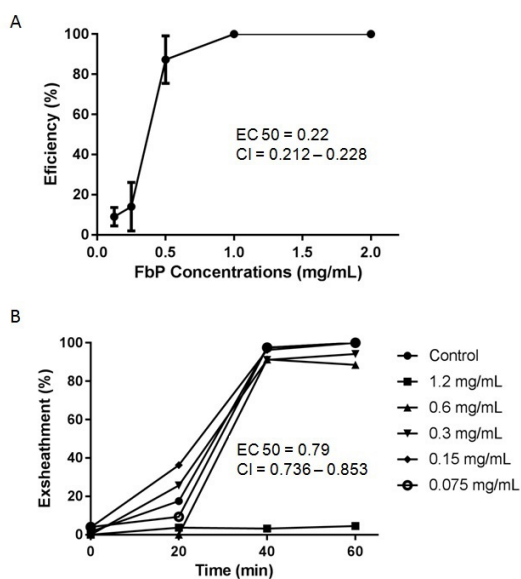 A
100
80
60
40
20
0
Eficiency (%)
EC 50 = 0.22
CI = 0.212 – 0.228
0.0 0.5 1.0 1.5 2.0
FbP Concentrations (mg/mL)
B
100
80
60
40
20
0
Exsheathment (%)
EC 50 = 0.79
CI = 0.736 – 0.853
0 20 40 60
Time (min)
Control
1.2 mg/mL
0.6 mg/mL
0.3 mg/mL
0.15 mg/mL
0.075 mg/mL